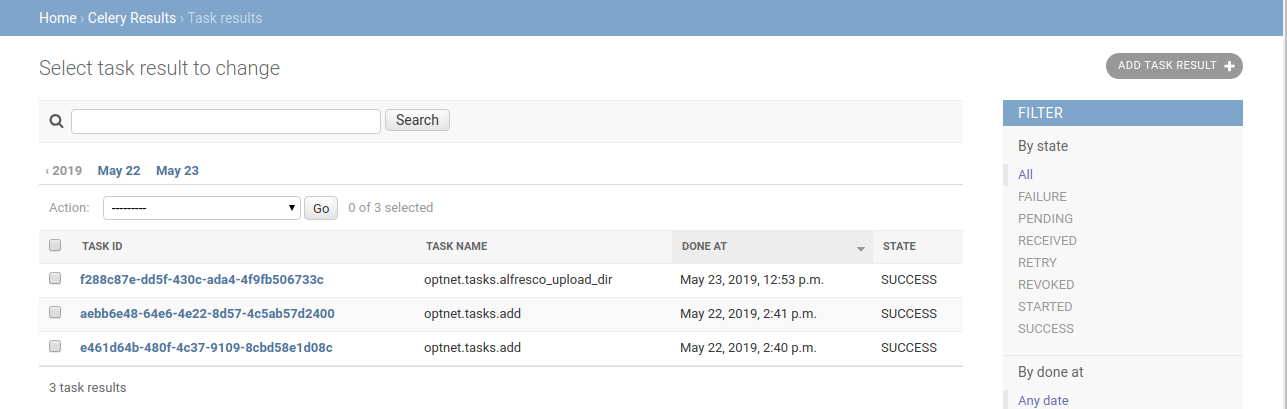 Home › Celery Results › Task results
Select task result to change
ADD TASK RESULT +
Search
‹ 2019 May 22 May 23
Action: --------- Go 0 of 3 selected
TASK ID TASK NAME DONE AT STATE
f288c87e-dd5f-430c-ada4-4f9fb506733c optnet.tasks.alfresco_upload_dir May 23, 2019, 12:53 p.m. SUCCESS
aebb6e48-64e6-4e22-8d57-4c5ab57d2400 optnet.tasks.add May 22, 2019, 2:41 p.m. SUCCESS
e461d64b-480f-4c37-9109-8cbd58e1d08c optnet.tasks.add May 22, 2019, 2:40 p.m. SUCCESS
3 task results
FILTER
By state
All
FAILURE
PENDING
RECEIVED
RETRY
REVOKED
STARTED
SUCCESS
By done at
Any date